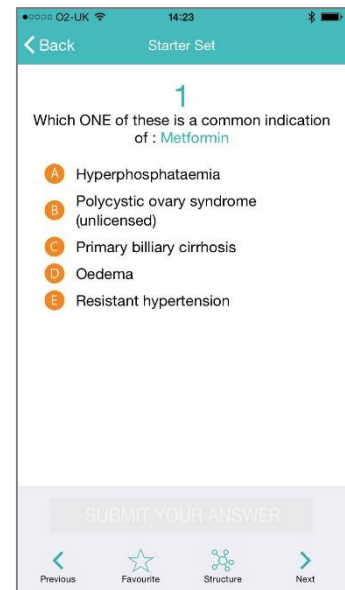 O2-UK 14:23
Back Starter Set
1
Which ONE of these is a common indication
of : Metformin
A Hyperphosphataemia
B Polycystic ovary syndrome
(unlicensed)
C Primary billiary cirrhosis
D Oedema
E Resistant hypertension
SUBMIT YOUR ANSWER
Previous Favourite Structure Next